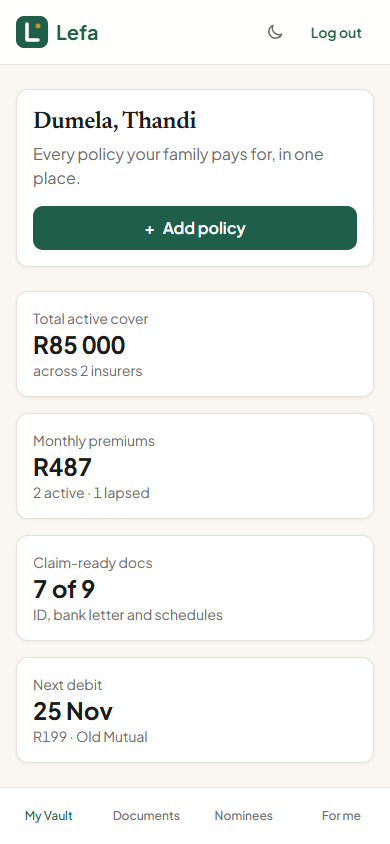 Lefa
Log out
Dumela, Thandi
Every policy your family pays for, in one
place.
+ Add policy
Total active cover
R85 000
across 2 insurers
Monthly premiums
R487
2 active · 1 lapsed
Claim-ready docs
7 of 9
ID, bank letter and schedules
Next debit
25 Nov
R199 · Old Mutual
My Vault
Documents
Nominees
For me